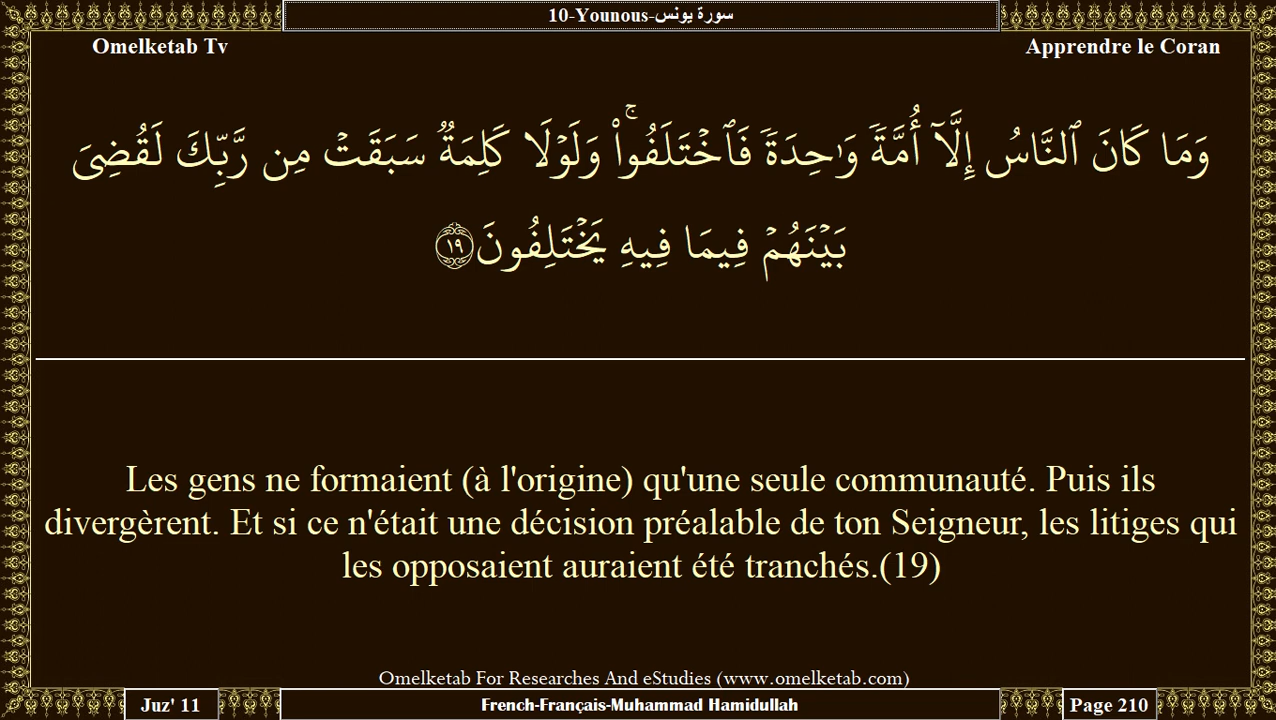 10-Younous-سورة يونس
Omelketab Tv
Apprendre le Coran
وَمَا كَانَ ٱلنَّاسُ إِلَّآ أُمَّةٗ وَٰحِدَةٗ فَٱخۡتَلَفُواْۚ وَلَوۡلَا كَلِمَةٞ سَبَقَتۡ مِن رَّبِّكَ لَقُضِيَ
بَيۡنَهُمۡ فِيمَا فِيهِ يَخۡتَلِفُونَ ١٩
Les gens ne formaient (à l'origine) qu'une seule communauté. Puis ils
divergèrent. Et si ce n'était une décision préalable de ton Seigneur, les litiges qui
les opposaient auraient été tranchés.(19)
Omelketab For Researches And eStudies (www.omelketab.com)
Juz' 11
French-Français-Muhammad Hamidullah
Page 210